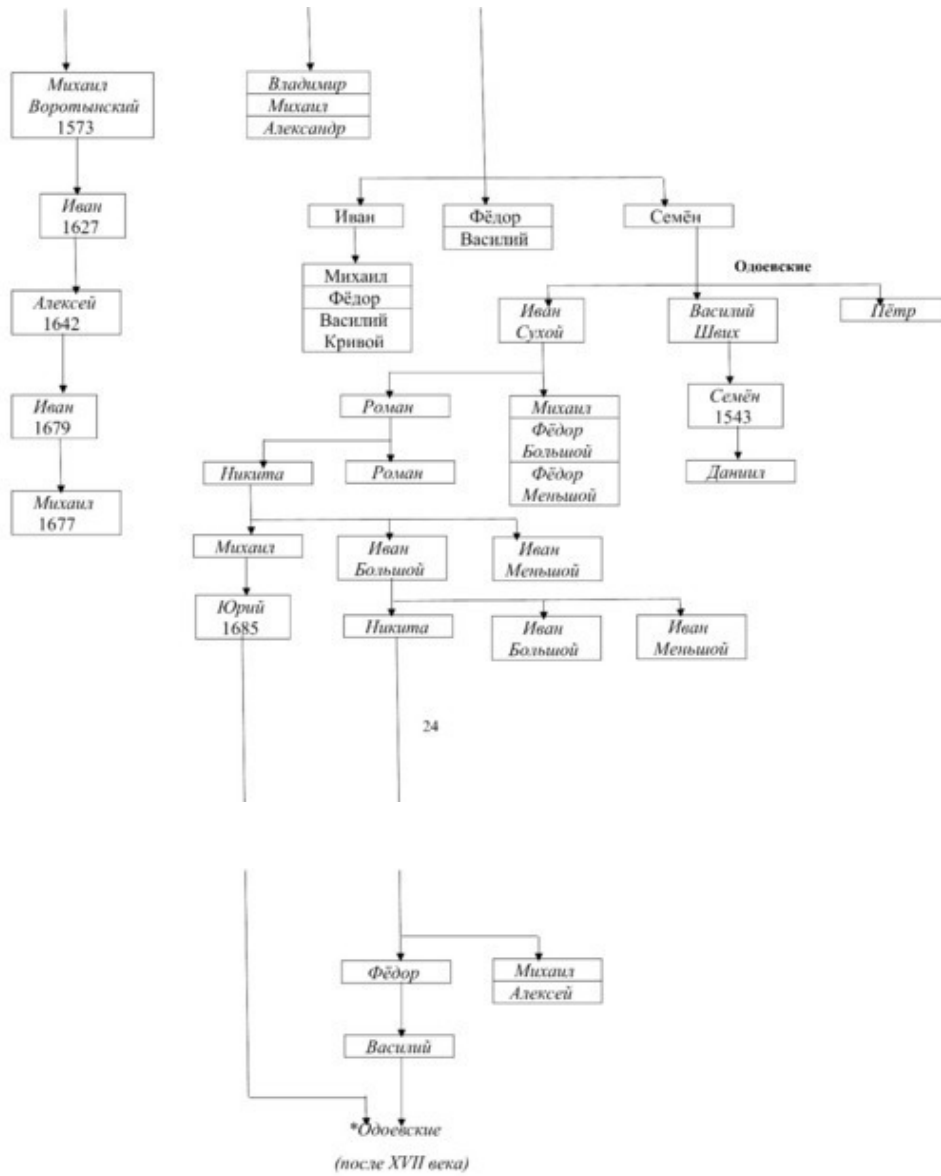 Михаил
Воротынский
1573
Владимир
Михаил
Александр
Иван
1627
Иван
Фёдор
Василий
Семён
Михаил
Фёдор
Василий
Кривой
Одоевские
Алексей
1642
Иван
Сухой
Василий
Швих
Пётр
Иван
1679
Роман
Михаил
Фёдор
Большой
Фёдор
Меньшой
Семён
1543
Никита
Роман
Даниил
Михаил
1677
Михаил
Иван
Большой
Иван
Меньшой
Юрий
1685
Никита
Иван
Большой
Иван
Меньшой
24
Фёдор
Михаил
Алексей
Василий
*Одоевские
(после XVII века)